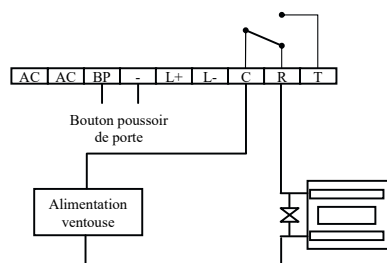 AC AC BP - L+ L- C R T
Bouton poussoir
de porte
Alimentation
ventouse